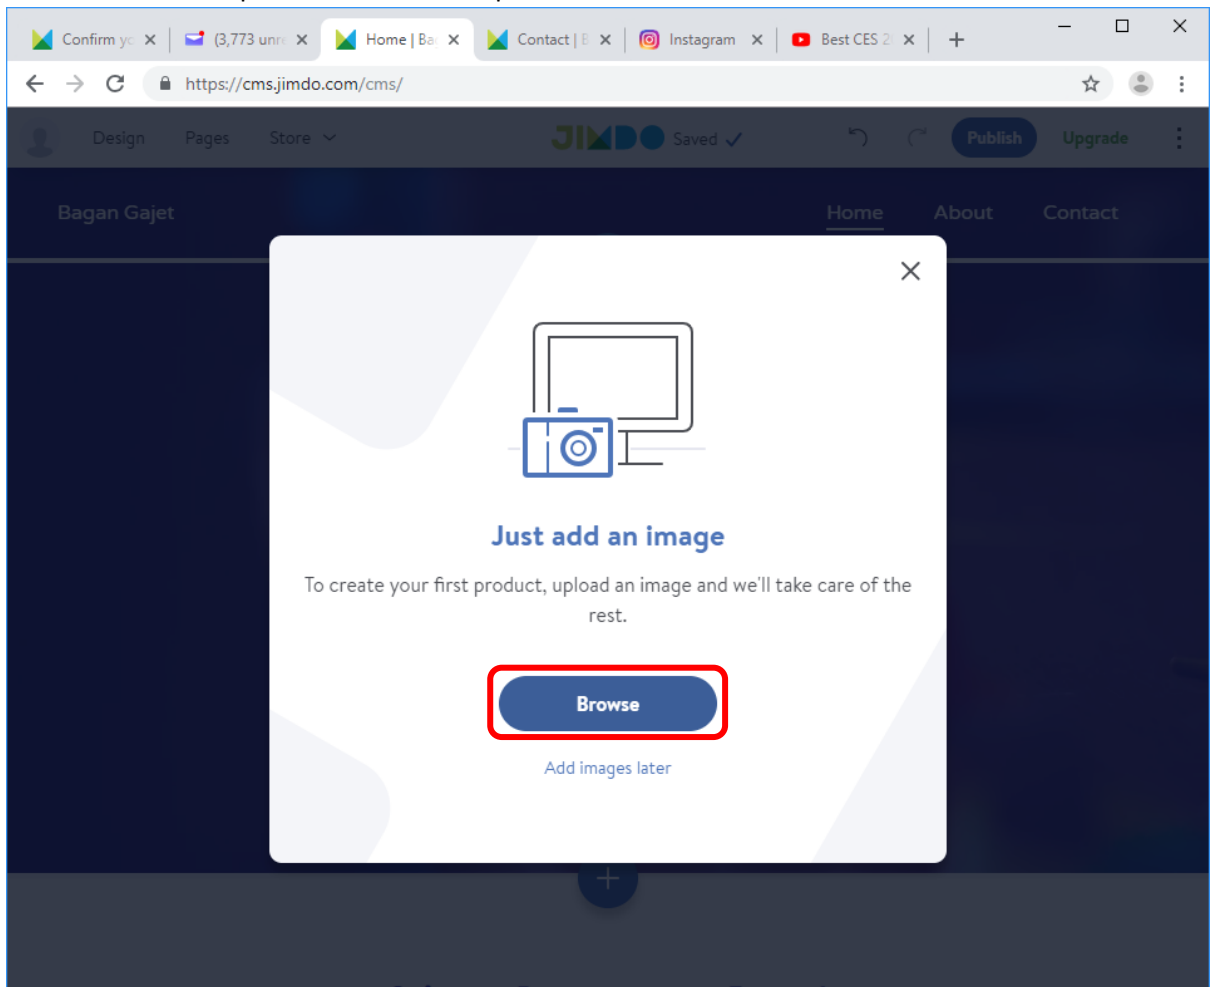 Confirm yo
(3,773 unre
Home | Ba
Contact | B
Instagram
Best CES 2
https://cms.jimdo.com/cms/
Design Pages Store JIMDO Saved Publish Upgrade
Bagan Gajet Home About Contact
Just add an image
To create your first product, upload an image and we'll take care of the
rest.
Browse
Add images later